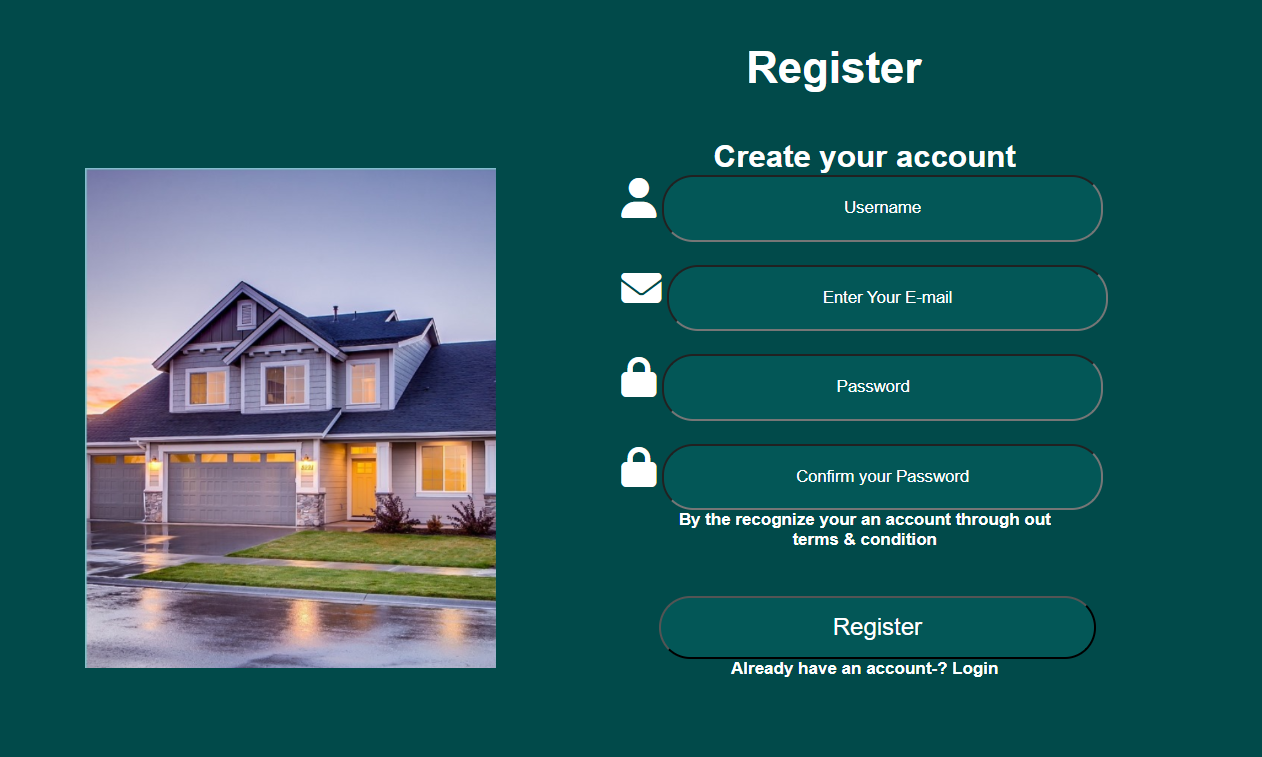 Register
Create your account
Username
Enter Your E-mail
Password
Confirm your Password
By the recognize your an account through out
terms & condition
Register
Already have an account-? Login